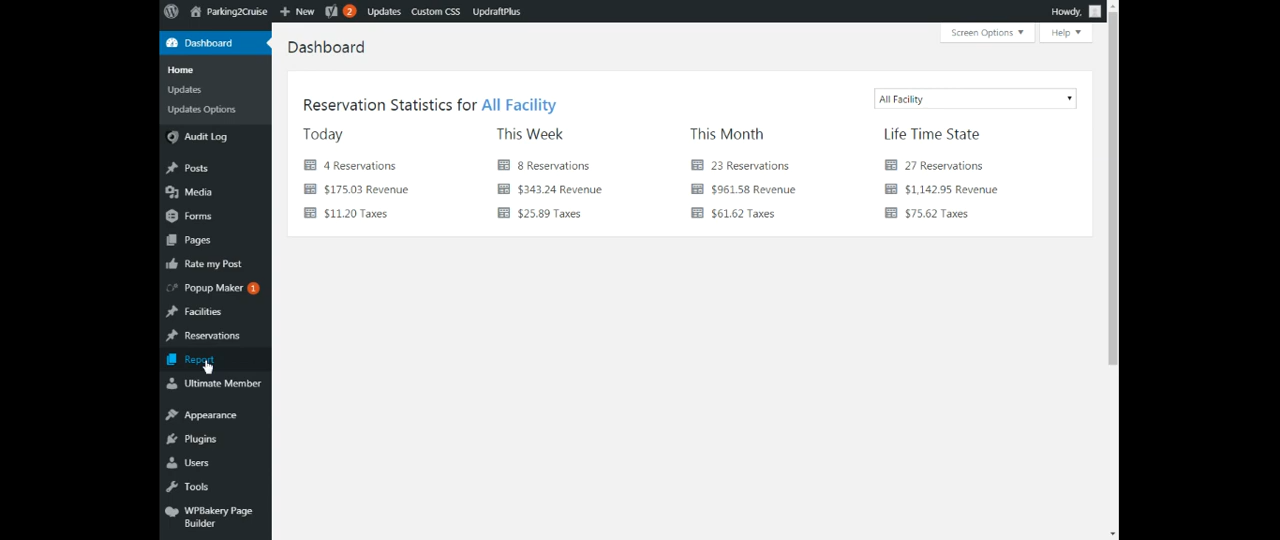 Parking2Cruise New 2 Updates Custom CSS UpdraftPlus Howdy,
Dashboard
Home
Updates
Updates Options
Audit Log
Posts
Media
Forms
Pages
Rate my Post
Popup Maker 1
Facilities
Reservations
Report
Ultimate Member
Appearance
Plugins
Users
Tools
WPBakery Page
Builder
Screen Options Help
Dashboard
Reservation Statistics for All Facility
All Facility
Today
4 Reservations
$175.03 Revenue
$11.20 Taxes
This Week
8 Reservations
$343.24 Revenue
$25.89 Taxes
This Month
23 Reservations
$961.58 Revenue
$61.62 Taxes
Life Time State
27 Reservations
$1,142.95 Revenue
$75.62 Taxes